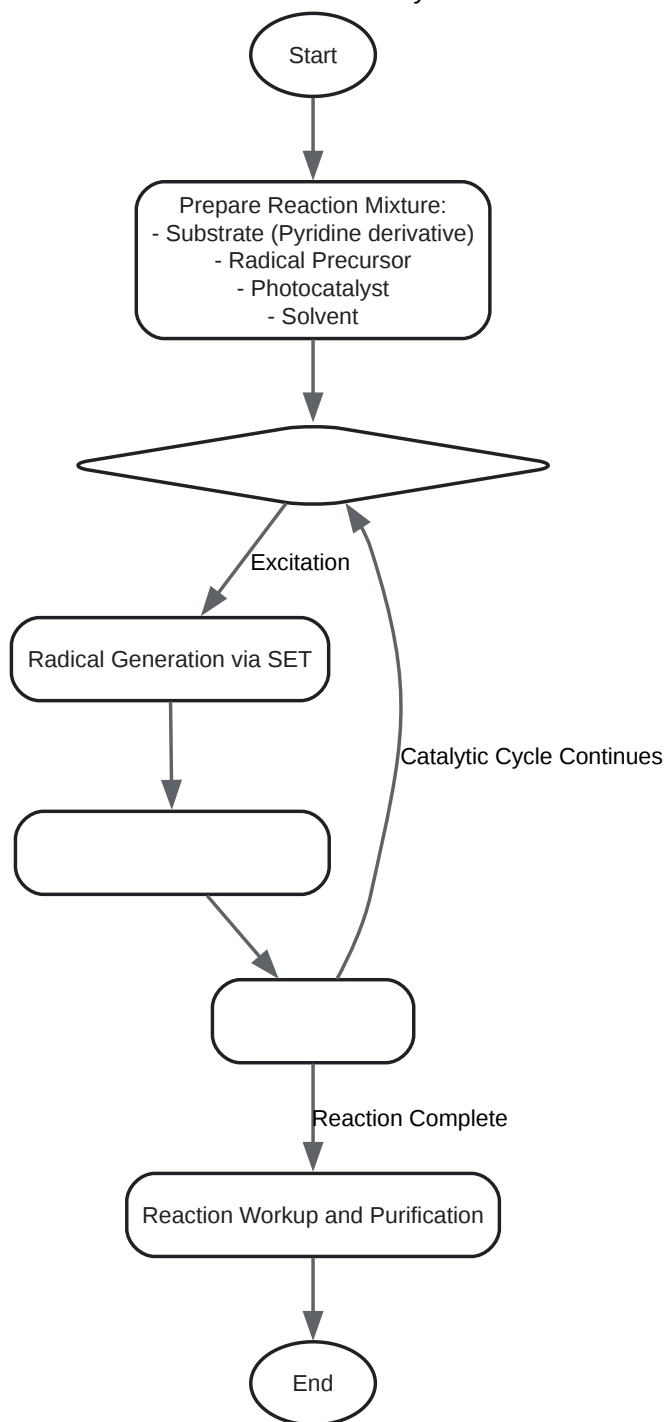 Start
Prepare Reaction Mixture:
- Substrate (Pyridine derivative)
- Radical Precursor
- Photocatalyst
- Solvent
Excitation
Radical Generation via SET
Catalytic Cycle Continues
Reaction Complete
Reaction Workup and Purification
End